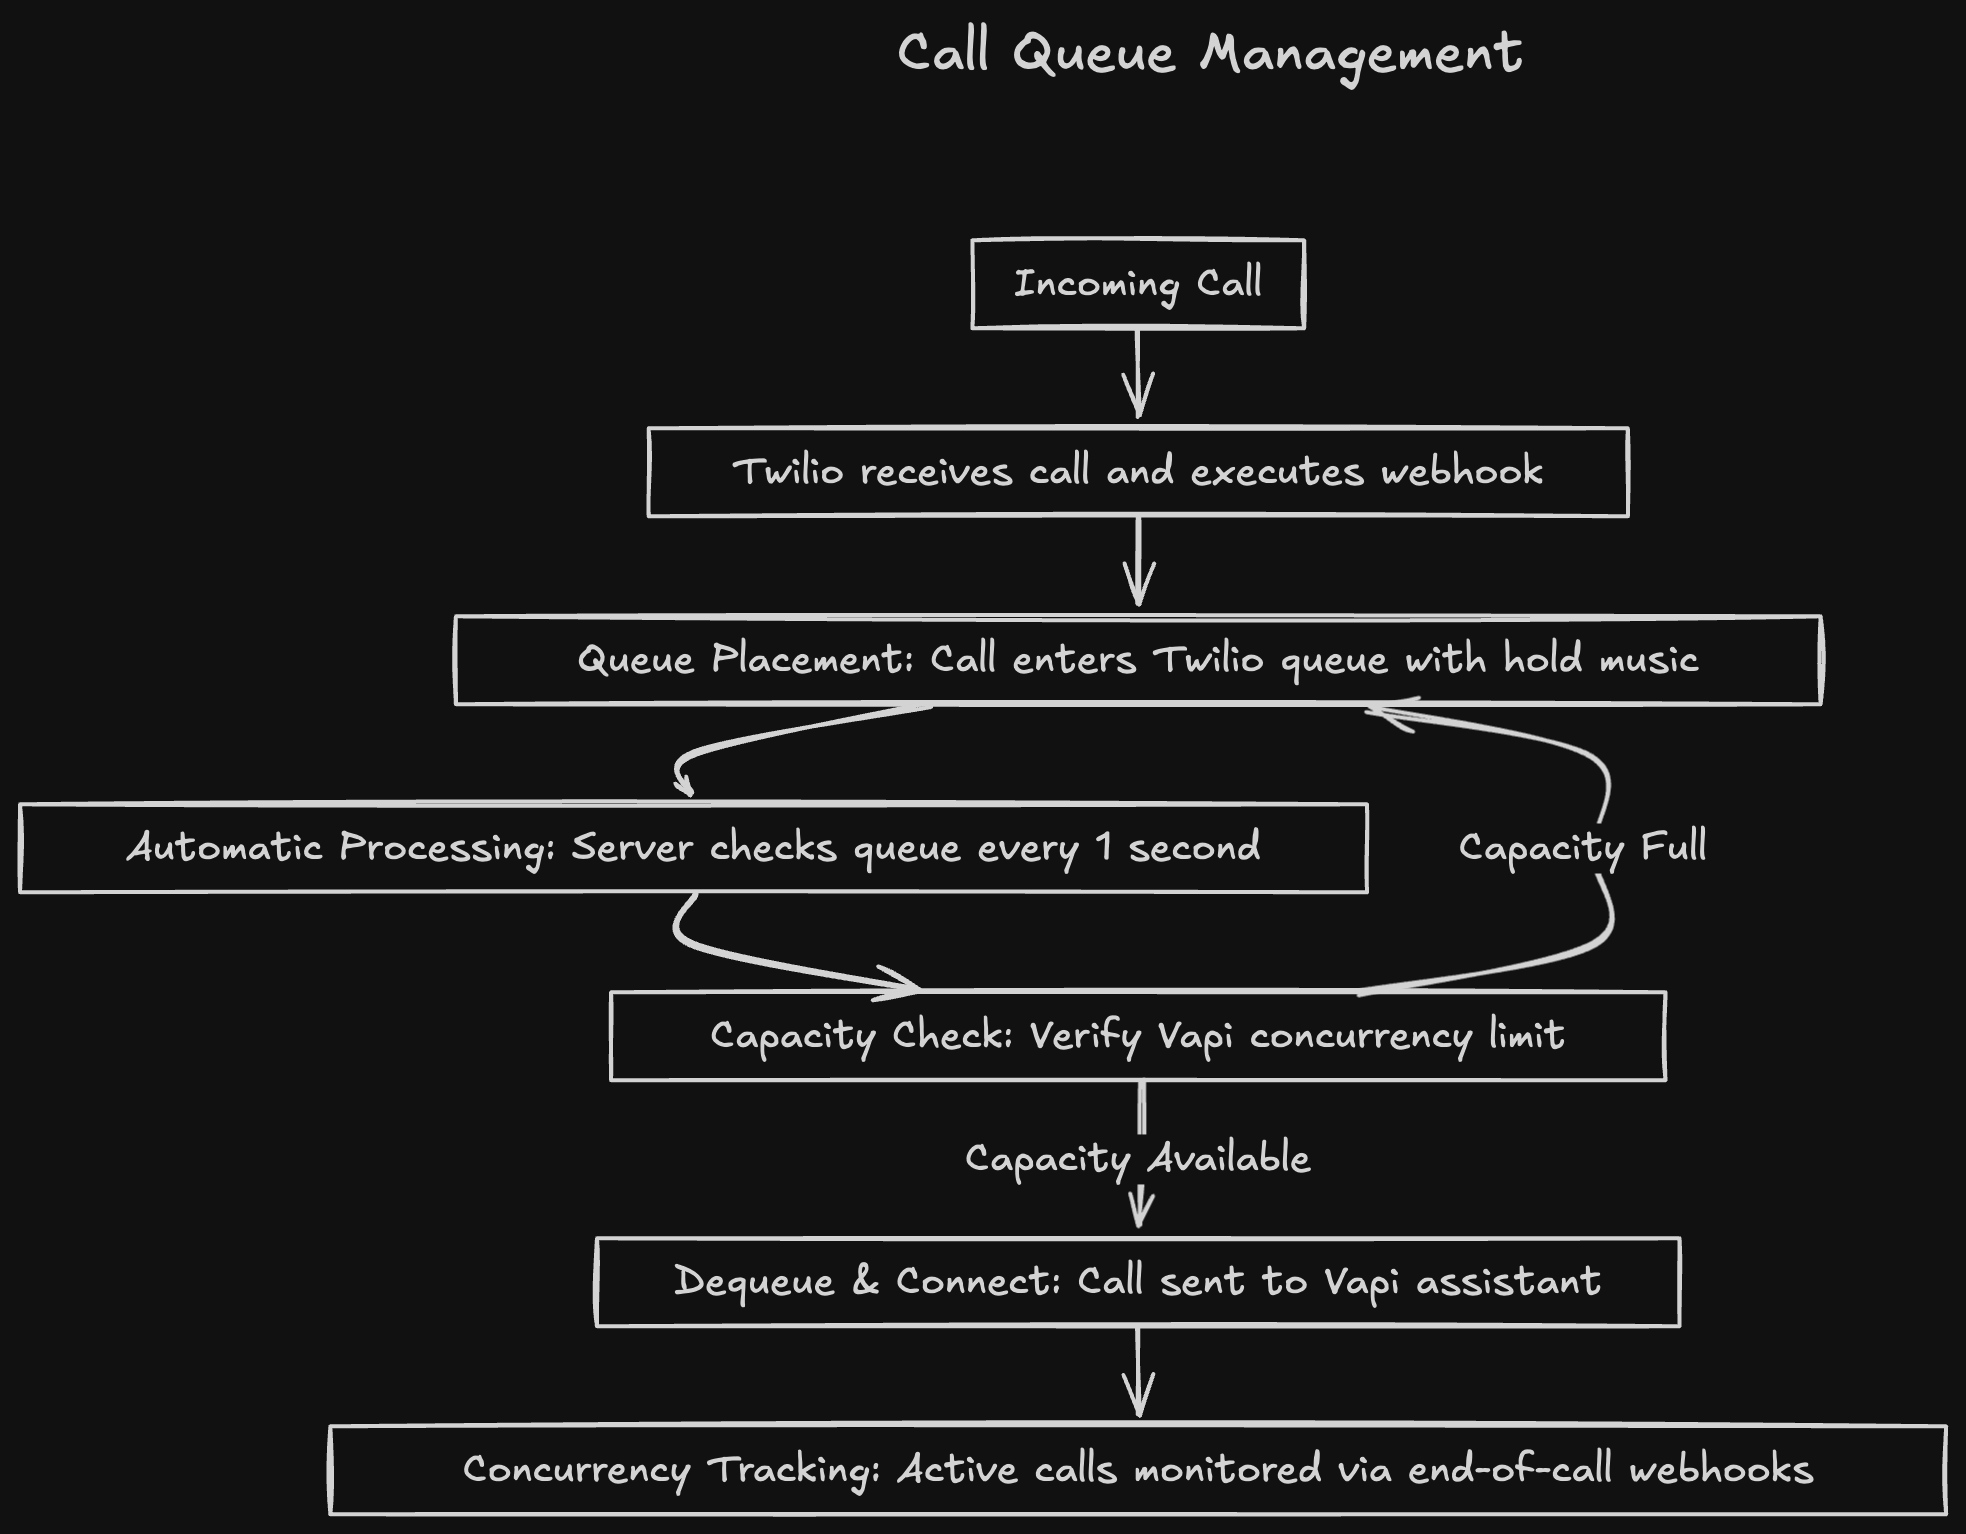 Call Queue Management
Incoming Call
Twilio receives call and executes webhook
Queue Placement: Call enters Twilio queue with hold music
Automatic Processing: Server checks queue every 1 second
Capacity Full
Capacity Check: Verify Vapi concurrency limit
Capacity Available
Dequeue & Connect: Call sent to Vapi assistant
Concurrency Tracking: Active calls monitored via end-of-call webhooks